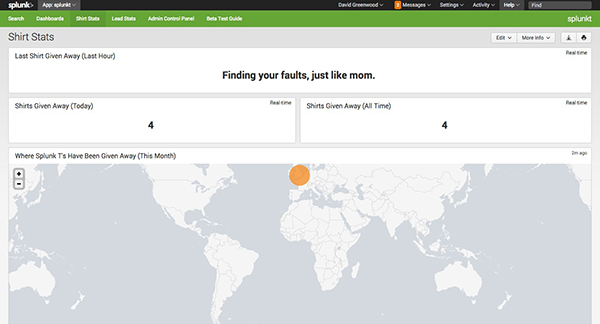 splunk> App: splunkt David Greenwood Messages Settings Activity Help Find
Search Dashboards Shirt Stats Lead Stats Admin Control Panel Beta Test Guide splunkt
Shirt Stats Edit More Info
Last Shirt Given Away (Last Hour) Real time
Finding your faults, just like mom.
Shirts Given Away (Today) Real time Shirts Given Away (All Time) Real time
4 4
Where Splunk T's Have Been Given Away (This Month) 2m ago
+
−